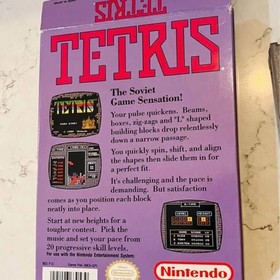 TETRIS
TETRIS
The Soviet
Game Sensation!
Your pulse quickens. Beams,
boxes, zig-zags and "L" shaped
building blocks drop relentlessly
down a narrow passage.
You quickly spin, shift, and align
the shapes then slide them in for
a perfect fit.
It's challenging and the pace is
demanding. But satisfaction
comes as you position each block
neatly into place.
Start at new heights for a
tougher contest. Pick the
music and set your pace from
20 progressive skill levels.
For use with the Nintendo Entertainment System.
TETRIS
Nintendo